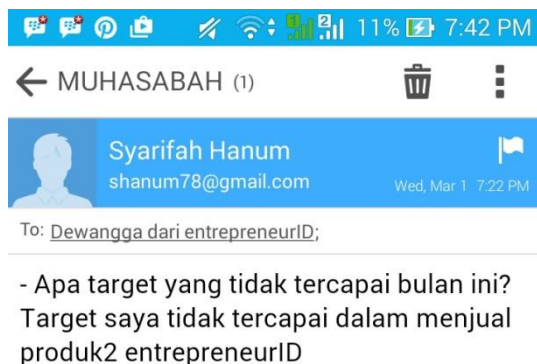 11% 7:42 PM
MUHASABAH (1)
Syarifah Hanum
shanum78@gmail.com
Wed, Mar 1 7:22 PM
To: Dewangga dari entrepreneurID;
- Apa target yang tidak tercapai bulan ini?
Target saya tidak tercapai dalam menjual
produk2 entrepreneurID